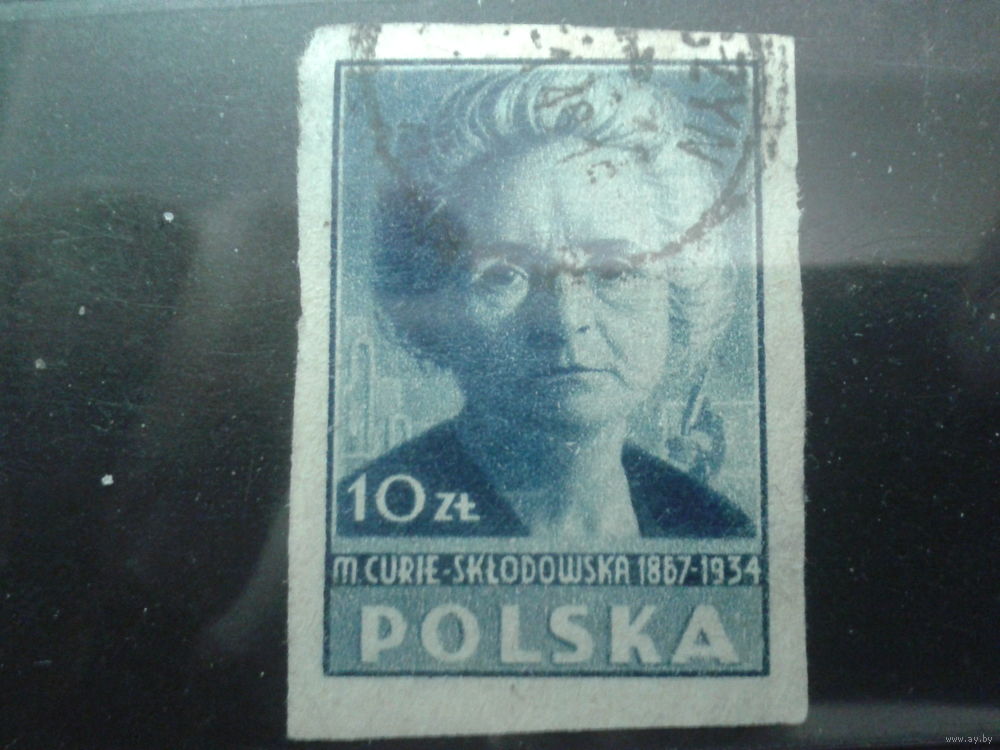 10 ZŁ
M. CURIE-SKŁODOWSKA 1867-1934
POLSKA
www.ay.by